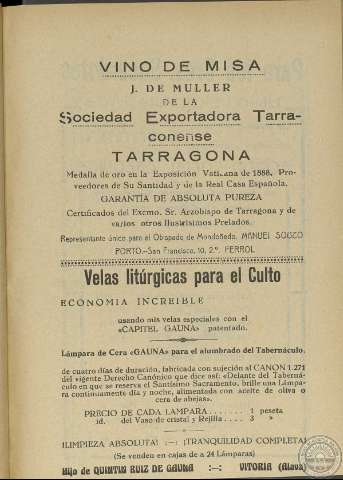 VINO DE MISA
J. DE MULLER
DE LA
Sociedad Exportadora Tarra-
conense
TARRAGONA
Medalla de oro en la Exposición Vaticana de 1888, Pro-
veedores de Su Santidad y de la Real Casa Española.
GARANTIA DE ABSOLUTA PUREZA
Certificados del Excmo. Sr. Arzobispo de Tarragona y de
varios otros Ilustrísimos Prelados.
Representante único para el Obispado de Mondoñedo, MANUEL SOUZO
PORTO.-San Francisco, 10, 2.º, FERROL
Velas litúrgicas para el Culto
ECONOMIA INCREIBLE
usando mis velas especiales con el
«CAPITEL GAUNA» patentado.
Lámpara de Cera «GAUNA» para el alumbrado del Tabernáculo,
de cuatro días de duración, fabricada con sujeción al CANON 1.271
del vigente Derecho Canónico que dice así: «Delante del Taberná-
culo en que se reserva el Santísimo Sacramento, brille una Lámpa-
ra continuamente día y noche, alimentada con aceite de oliva o
cera de abejas».
PRECIO DE CADA LAMPARA . . . . . . 1 peseta
id. del Vaso de cristal y Rejilla . . . . 3 »
¡LIMPIEZA ABSOLUTA! :—: ¡TRANQUILIDAD COMPLETA!
(Se venden en cajas de a 24 Lámparas)
Hijo de QUINTIN RUIZ DE GAUNA :—: VITORIA (Alava)